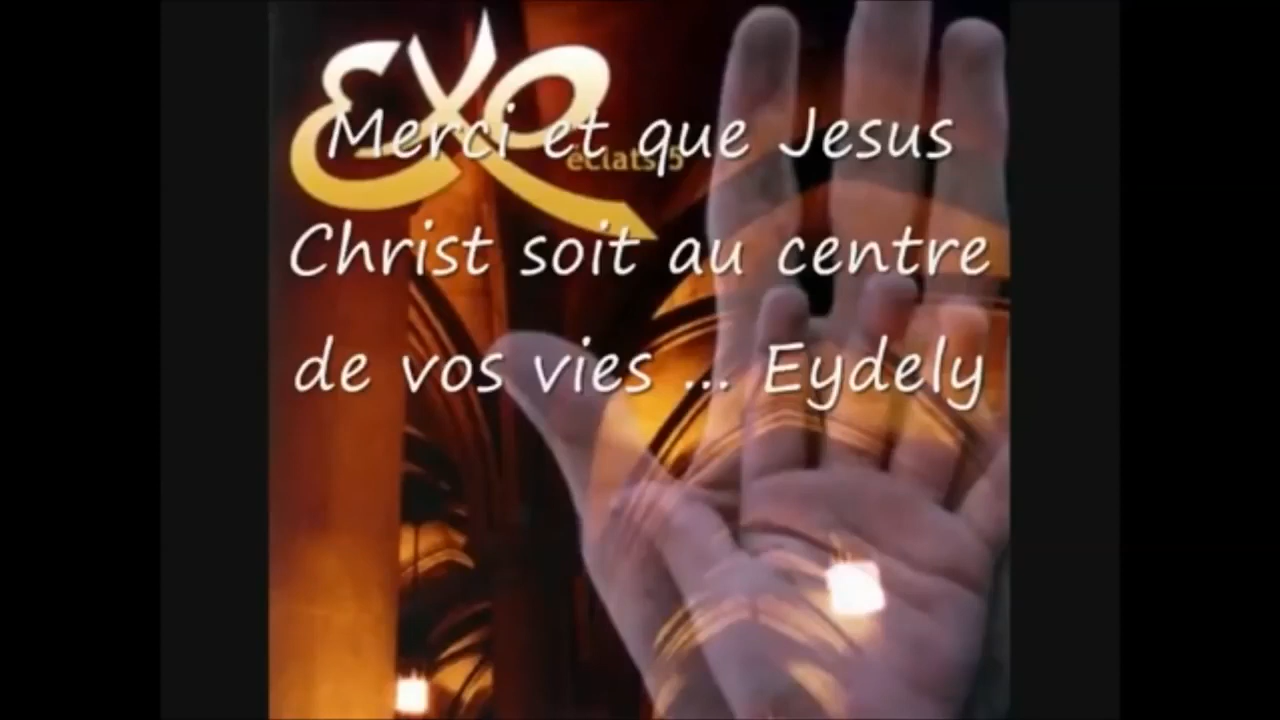 EXO
éclats 5
Merci et que Jesus
Christ soit au centre
de vos vies ... Eydely